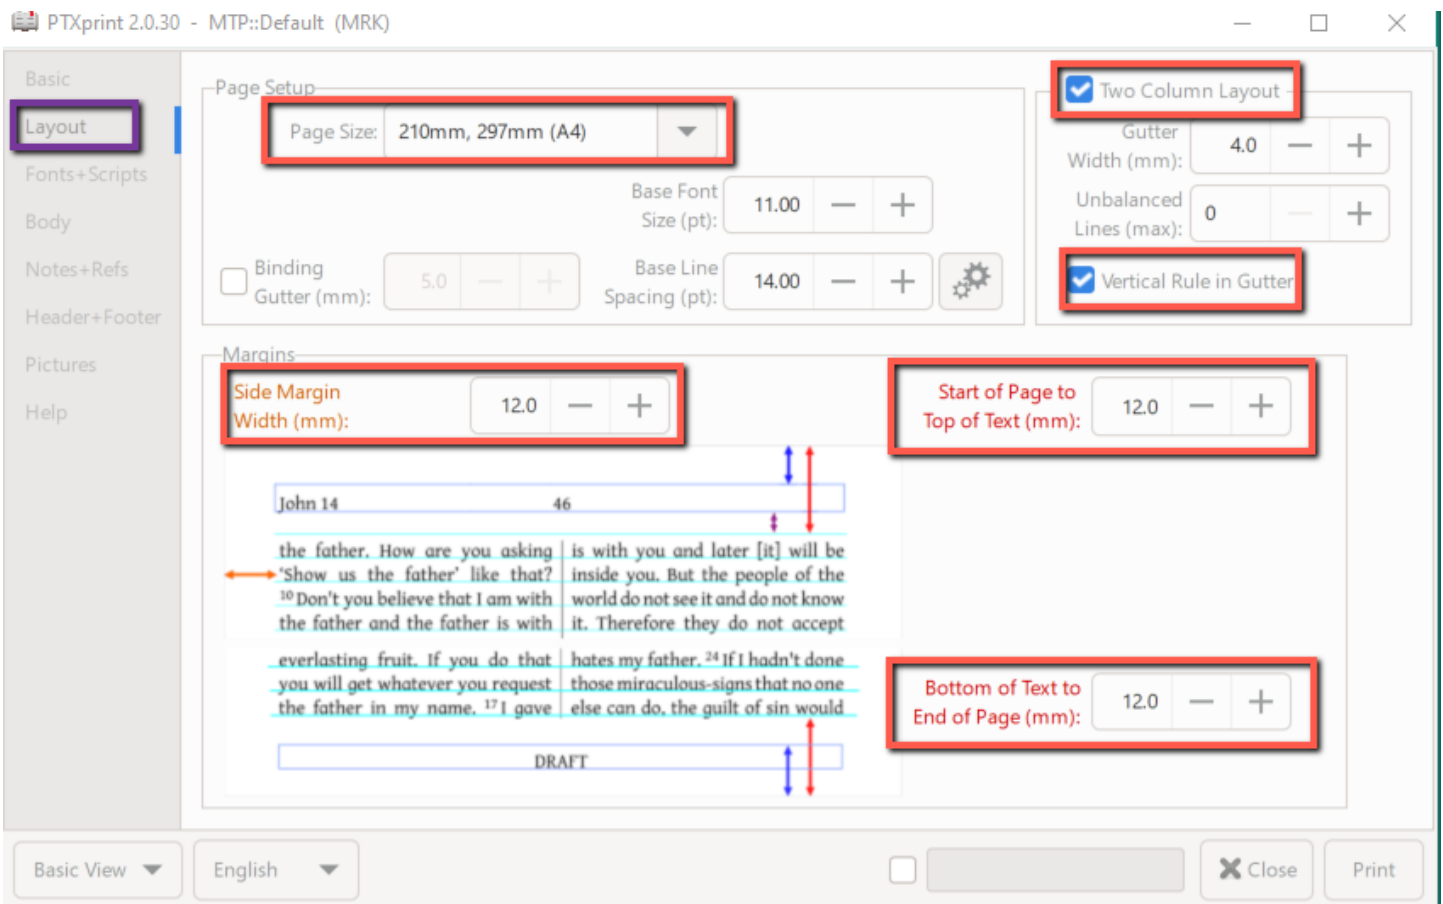 PTXprint 2.0.30 - MTP::Default (MRK)
Basic
Layout
Fonts+Scripts
Body
Notes+Refs
Header+Footer
Pictures
Help
Page Setup
Page Size: 210mm, 297mm (A4)
Base Font
Size (pt): 11.00
Binding
Gutter (mm): 5.0
Base Line
Spacing (pt): 14.00
Two Column Layout
Gutter
Width (mm): 4.0
Unbalanced
Lines (max): 0
Vertical Rule in Gutter
Margins
Side Margin
Width (mm): 12.0
Start of Page to
Top of Text (mm): 12.0
John 14 46
the father. How are you asking
'Show us the father' like that?
10 Don't you believe that I am with
the father and the father is with
is with you and later [it] will be
inside you. But the people of the
world do not see it and do not know
it. Therefore they do not accept
everlasting fruit. If you do that
you will get whatever you request
the father in my name. 17 I gave
hates my father. 24 If I hadn't done
those miraculous-signs that no one
else can do, the guilt of sin would
DRAFT
Bottom of Text to
End of Page (mm): 12.0
Basic View
English
Close
Print